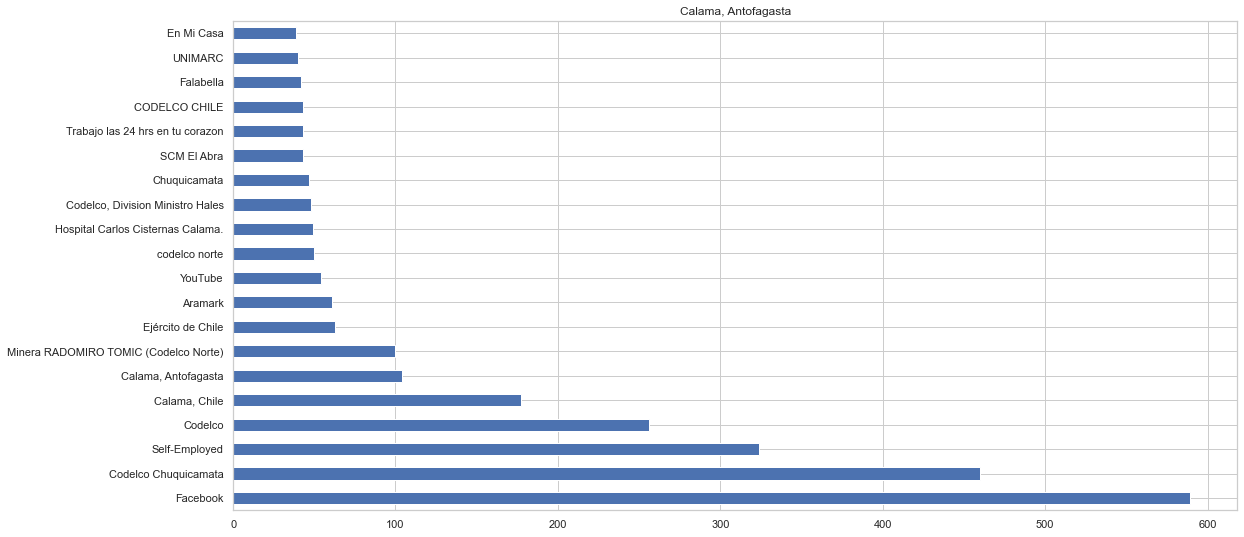 Calama, Antofagasta
En Mi Casa
UNIMARC
Falabella
CODELCO CHILE
Trabajo las 24 hrs en tu corazon
SCM El Abra
Chuquicamata
Codelco, Division Ministro Hales
Hospital Carlos Cisternas Calama.
codelco norte
YouTube
Aramark
Ejército de Chile
Minera RADOMIRO TOMIC (Codelco Norte)
Calama, Antofagasta
Calama, Chile
Codelco
Self-Employed
Codelco Chuquicamata
Facebook
0 100 200 300 400 500 600